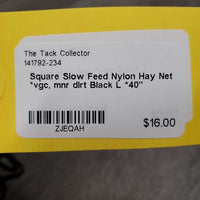 The Tack Collector
141792-234
Square Slow Feed Nylon Hay Net
*vgc, mnr dirt Black L *40"
ZJEQAH
$16.00